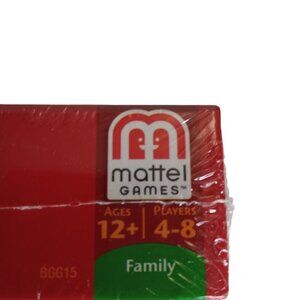 mattel
GAMES™
AGES PLAYERS
12+ 4-8
Family
BGG15